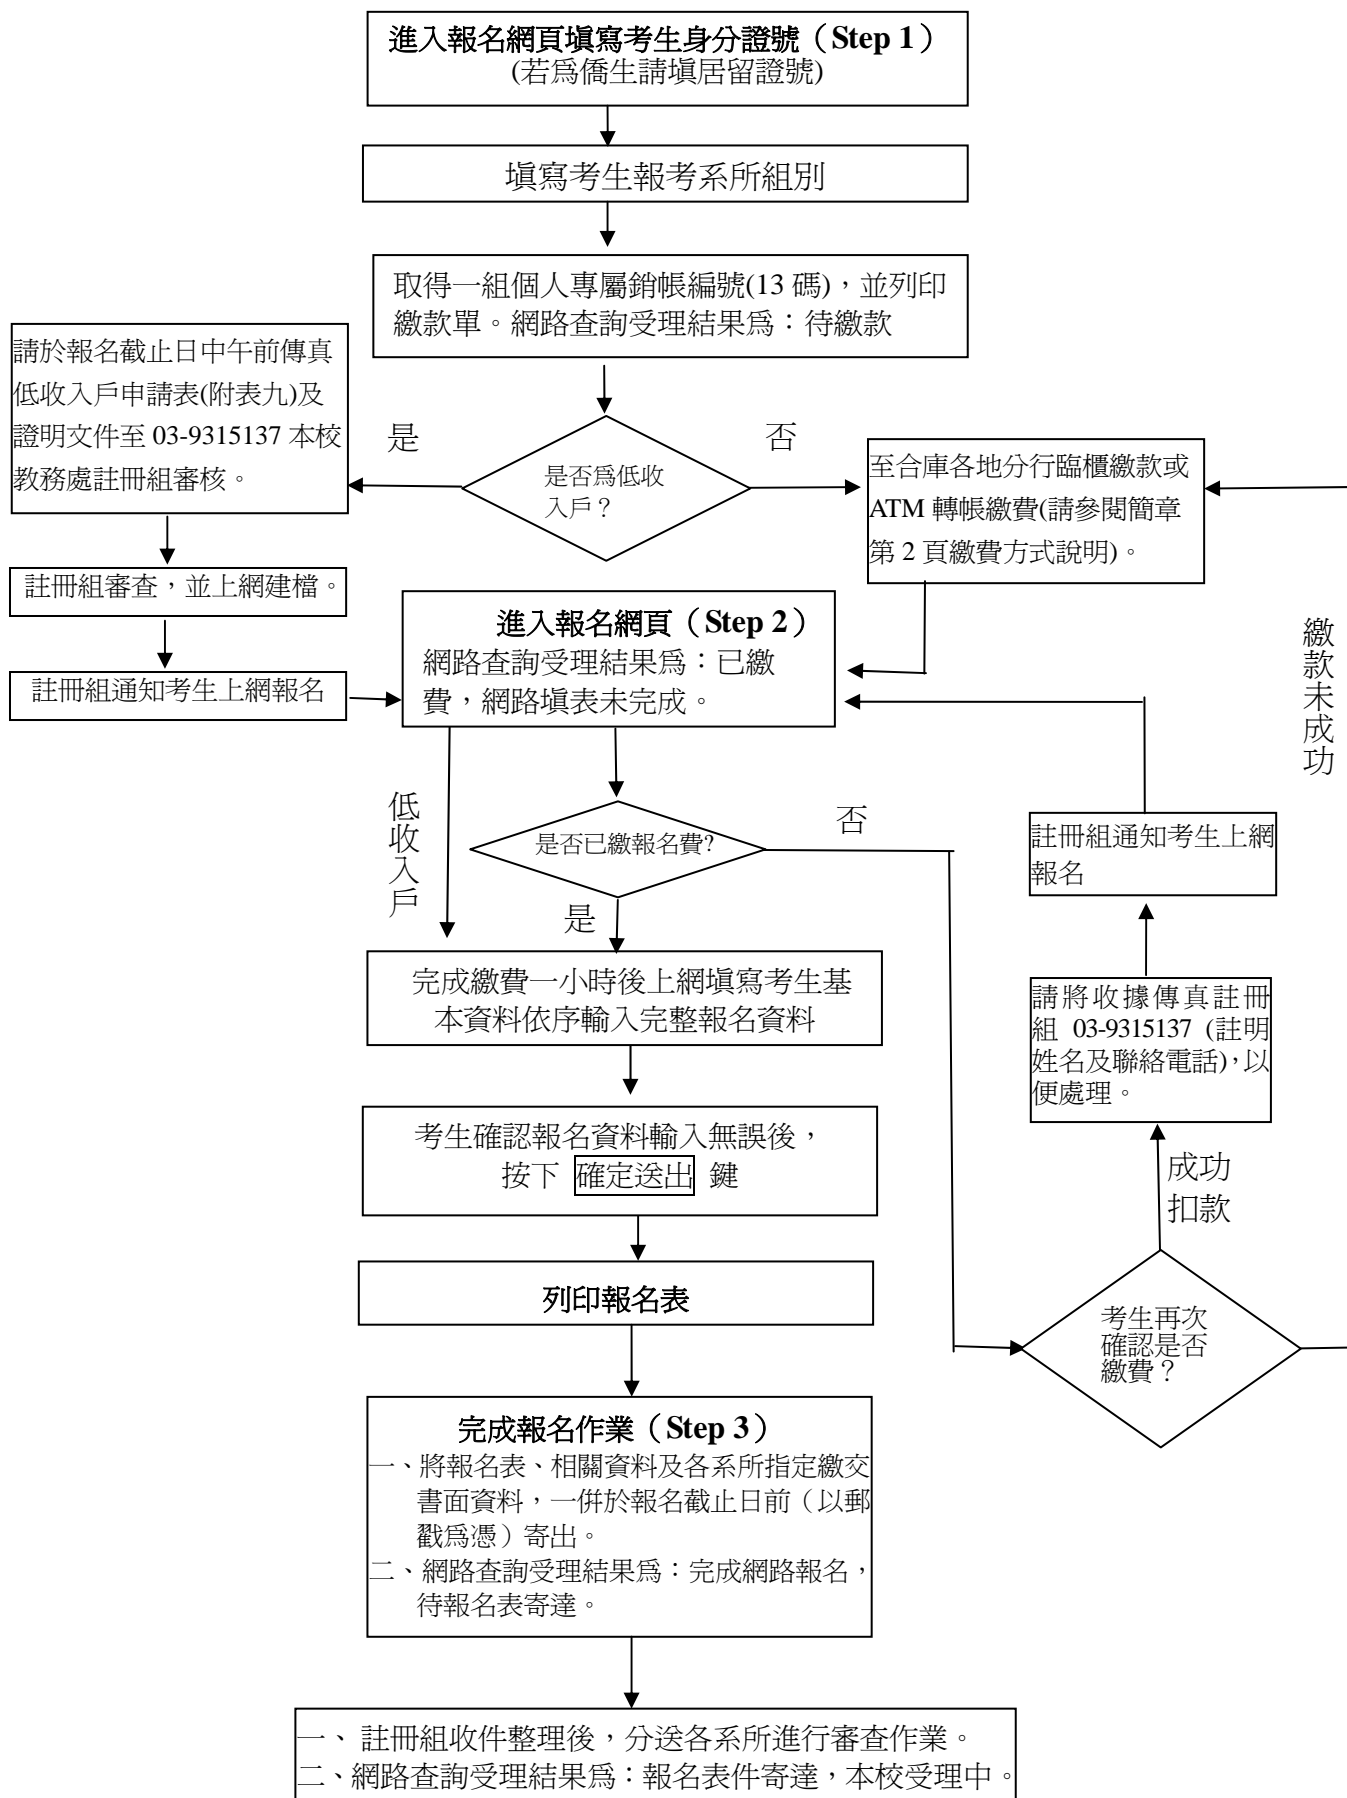 進入報名網頁填寫考生身分證號（Step 1）
(若為僑生請填居留證號)
填寫考生報考系所組別
取得一組個人專屬銷帳編號(13 碼)，並列印
繳款單。網路查詢受理結果為：待繳款
請於報名截止日中午前傳真
低收入戶申請表(附表九)及
證明文件至 03-9315137 本校
教務處註冊組審核。
是
否
是否為低收
入戶？
至合庫各地分行臨櫃繳款或
ATM 轉帳繳費(請參閱簡章
第 2 頁繳費方式說明)。
註冊組審查，並上網建檔。
註冊組通知考生上網報名
進入報名網頁（Step 2）
網路查詢受理結果為：已繳
費，網路填表未完成。
繳款未成功
低收入戶
是否已繳報名費?
否
是
註冊組通知考生上網
報名
完成繳費一小時後上網填寫考生基
本資料依序輸入完整報名資料
請將收據傳真註冊
組 03-9315137 (註明
姓名及聯絡電話)，以
便處理。
考生確認報名資料輸入無誤後，
按下 確定送出 鍵
成功
扣款
列印報名表
考生再次
確認是否
繳費？
完成報名作業（Step 3）
一、將報名表、相關資料及各系所指定繳交
書面資料，一併於報名截止日前（以郵
戳為憑）寄出。
二、網路查詢受理結果為：完成網路報名，
待報名表寄達。
一、 註冊組收件整理後，分送各系所進行審查作業。
二、網路查詢受理結果為：報名表件寄達，本校受理中。